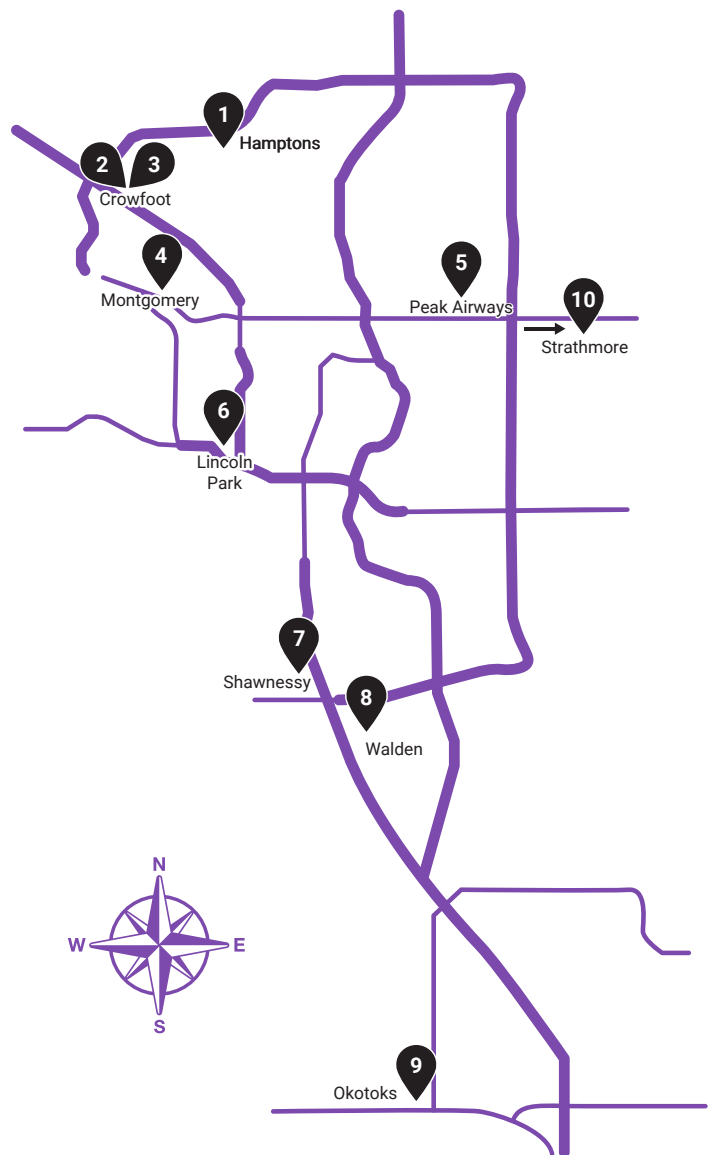 1
Hamptons
2
3
Crowfoot
4
Montgomery
5
Peak Airways
10
Strathmore
6
Lincoln
Park
7
Shawnessy
8
Walden
N
W
E
S
9
Okotoks